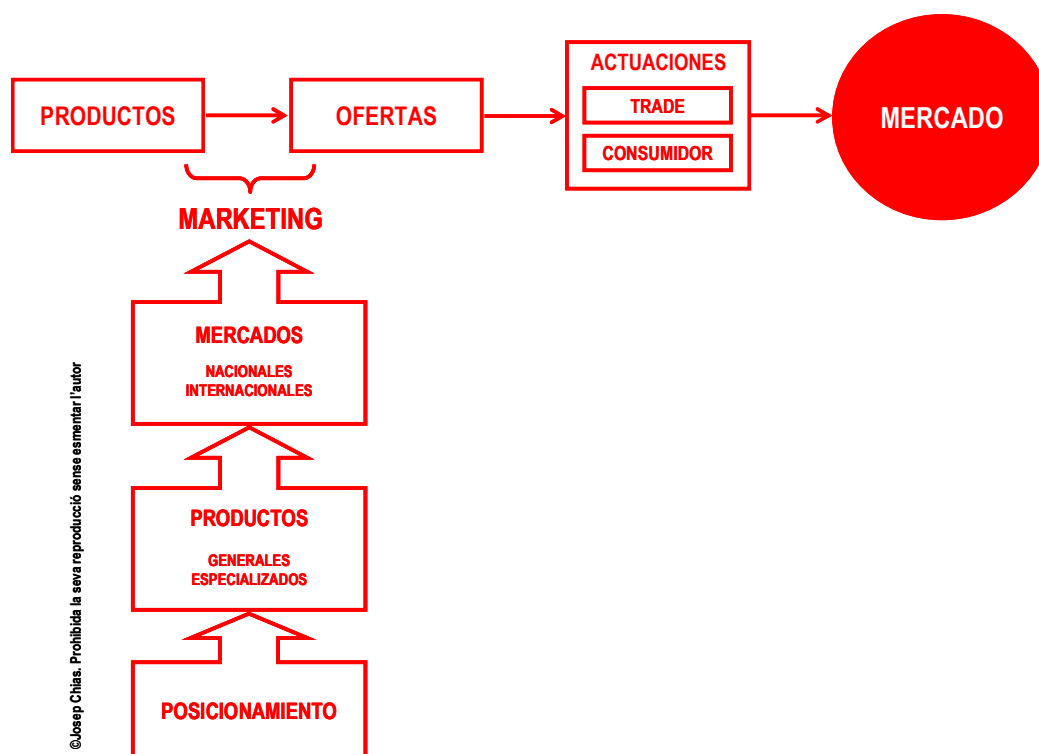 PRODUCTOS
OFERTAS
ACTUACIONES
TRADE
CONSUMIDOR
MERCADO
MARKETING
MERCADOS
NACIONALES
INTERNACIONALES
PRODUCTOS
GENERALES
ESPECIALIZADOS
POSICIONAMIENTO
©Josep Chias. Prohibida la seva reproducció sense esmentar l'autor